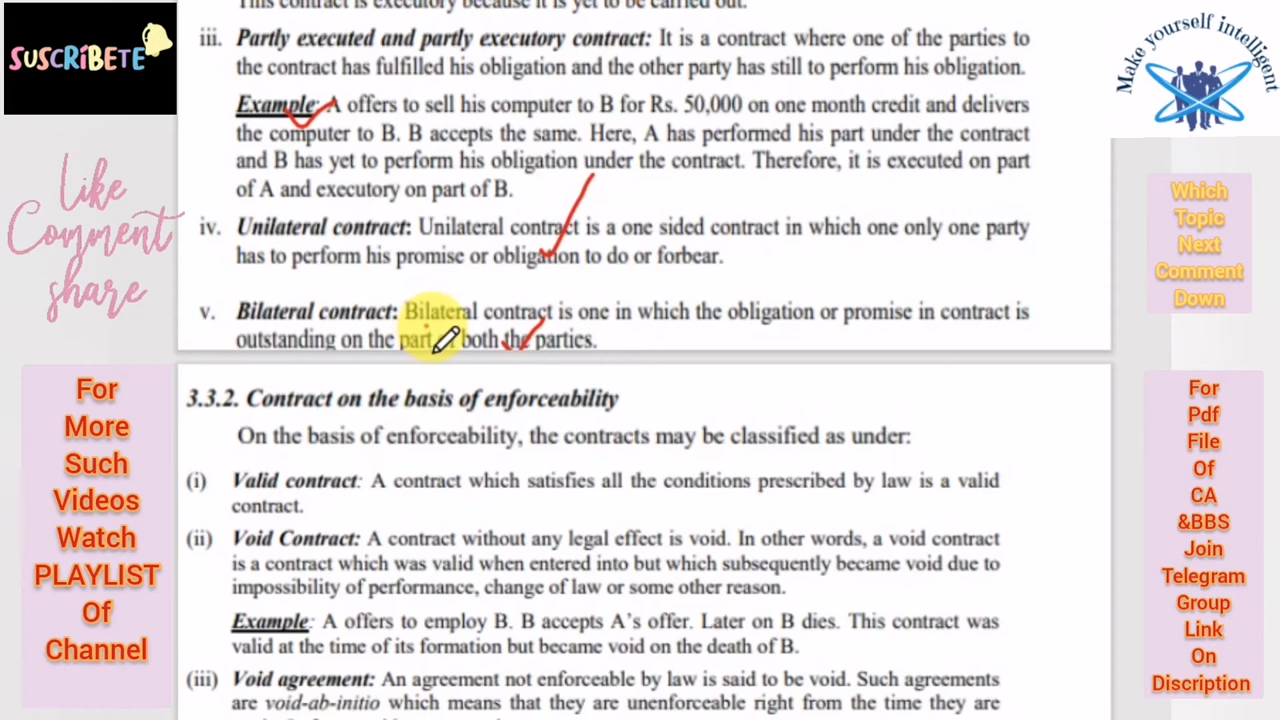 This contract is executory because it is yet to be carried out.
SUSCRÍBETE
Make yourself intelligent
iii. Partly executed and partly executory contract: It is a contract where one of the parties to
the contract has fulfilled his obligation and the other party has still to perform his obligation.
Example: A offers to sell his computer to B for Rs. 50,000 on one month credit and delivers
the computer to B. B accepts the same. Here, A has performed his part under the contract
and B has yet to perform his obligation under the contract. Therefore, it is executed on part
of A and executory on part of B.
iv. Unilateral contract: Unilateral contract is a one sided contract in which one only one party
has to perform his promise or obligation to do or forbear.
v. Bilateral contract: Bilateral contract is one in which the obligation or promise in contract is
outstanding on the part of both the parties.
like
Comment
share
Which
Topic
Next
Comment
Down
3.3.2. Contract on the basis of enforceability
On the basis of enforceability, the contracts may be classified as under:
(i) Valid contract: A contract which satisfies all the conditions prescribed by law is a valid
contract.
(ii) Void Contract: A contract without any legal effect is void. In other words, a void contract
is a contract which was valid when entered into but which subsequently became void due to
impossibility of performance, change of law or some other reason.
Example: A offers to employ B. B accepts A's offer. Later on B dies. This contract was
valid at the time of its formation but became void on the death of B.
(iii) Void agreement: An agreement not enforceable by law is said to be void. Such agreements
are void-ab-initio which means that they are unenforceable right from the time they are
For
More
Such
Videos
Watch
PLAYLIST
Of
Channel
For
Pdf
File
Of
CA
&BBS
Join
Telegram
Group
Link
On
Discription